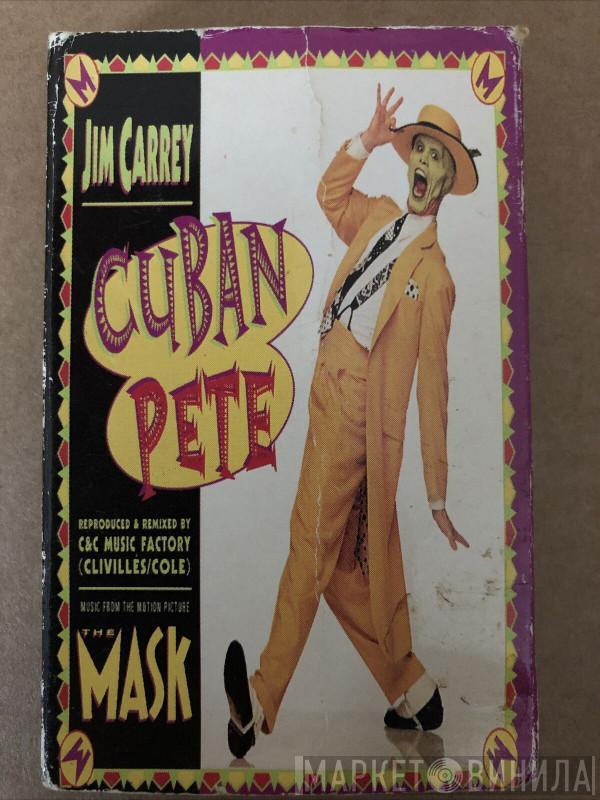 M
M
JIM CARREY
CUBAN
PETE
REPRODUCED & REMIXED BY
C&C MUSIC FACTORY
(CLIVILLÉS/COLE)
MUSIC FROM THE MOTION PICTURE
THE
MASK
M
M
МАРКЕТ ВИНИЛА